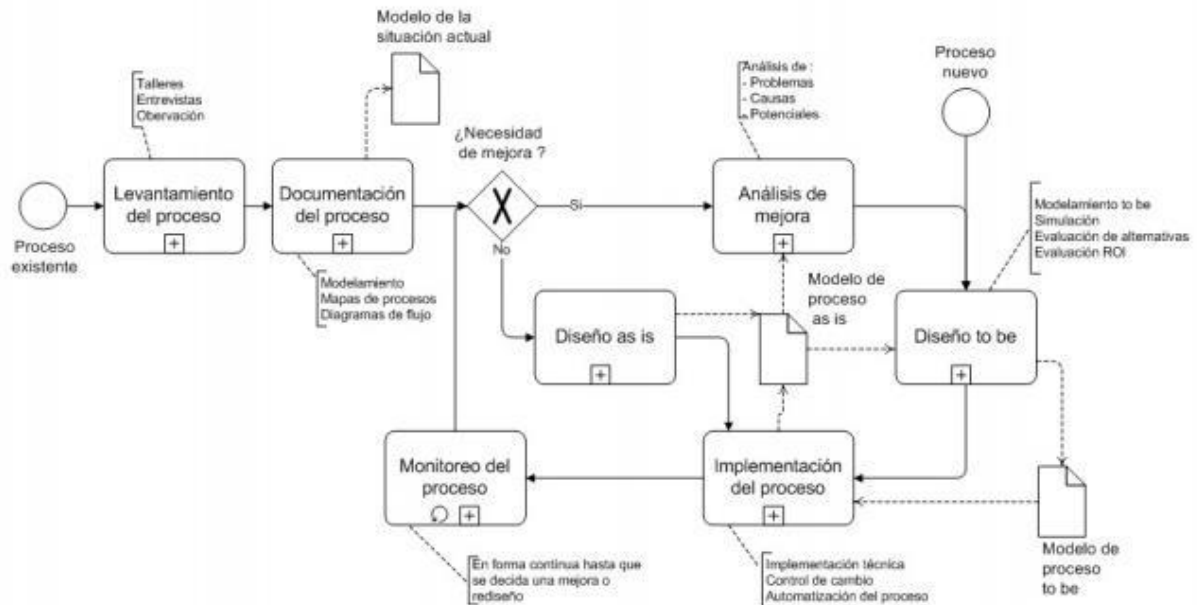 Modelo de la
situación actual
Talleres
Entrevistas
Obervación
Análisis de :
- Problemas
- Causas
- Potenciales
Proceso
nuevo
¿Necesidad
de mejora ?
Levantamiento
del proceso
Documentación
del proceso
Si
Análisis de
mejora
Proceso
existente
No
Modelamiento
Mapas de procesos
Diagramas de flujo
Modelamiento to be
Simulación
Evaluación de alternativas
Evaluación ROI
Diseño as is
Modelo de
proceso
as is
Diseño to be
Monitoreo del
proceso
Implementación
del proceso
En forma continua hasta que
se decida una mejora o
rediseño
Implementación técnica
Control de cambio
Automatización del proceso
Modelo de
proceso
to be